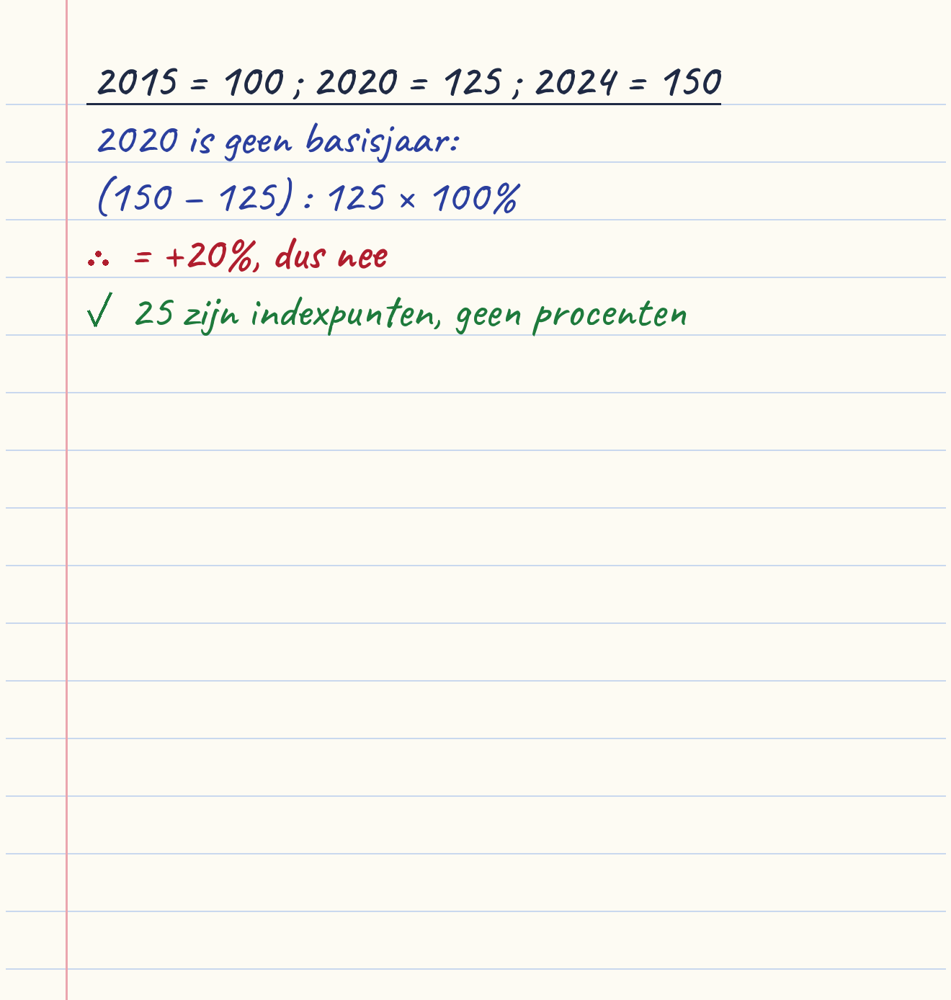 2015 = 100 ; 2020 = 125 ; 2024 = 150
2020 is geen basisjaar:
(150 – 125) : 125 × 100%
∴ = +20%, dus nee
✓ 25 zijn indexpunten, geen procenten